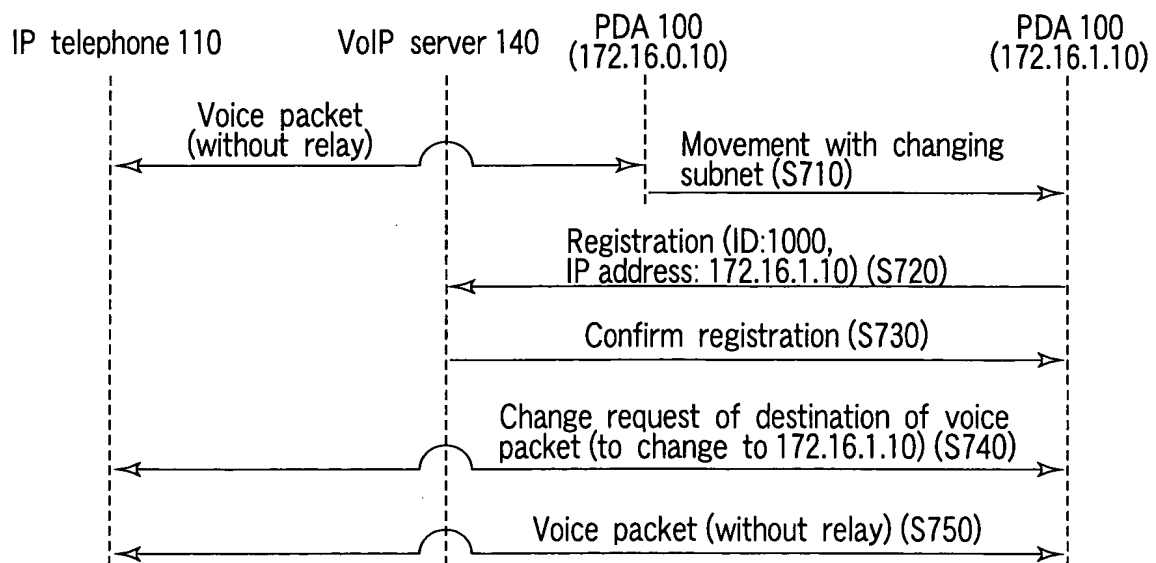 IP telephone 110
VoIP server 140
PDA 100
(172.16.0.10)
PDA 100
(172.16.1.10)
Voice packet
(without relay)
Movement with changing
subnet (S710)
Registration (ID:1000,
IP address: 172.16.1.10) (S720)
Confirm registration (S730)
Change request of destination of voice
packet (to change to 172.16.1.10) (S740)
Voice packet (without relay) (S750)